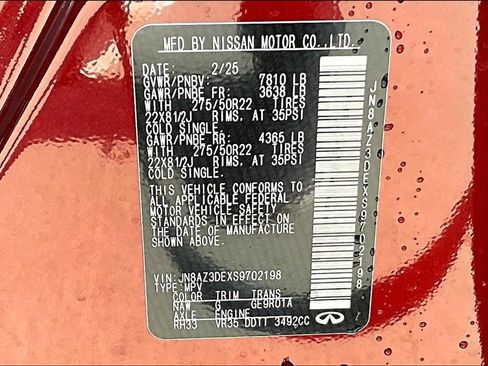 MFD BY NISSAN MOTOR CO.,LTD.
DATE: 2/25
GVWR/PNBV: 7810 LB
GAWR/PNBE FR: 3638 LB
WITH 275/50R22 TIRES
22X81/2J RIMS, AT 35PSI
COLD SINGLE.
GAWR/PNBE RR: 4365 LB
WITH 275/50R22 TIRES
22X81/2J RIMS, AT 35PSI
COLD SINGLE.
THIS VEHICLE CONFORMS TO
ALL APPLICABLE FEDERAL
MOTOR VEHICLE SAFETY
STANDARDS IN EFFECT ON
THE DATE OF MANUFACTURE
SHOWN ABOVE.
VIN: JN8AZ3DEXS9702198
TYPE: MPV
COLOR TRIM TRANS
NAW G GE9R01A
AXLE ENGINE
RH33 VR35 DDTT 3492CC
JN8AZ3DEXS9702198